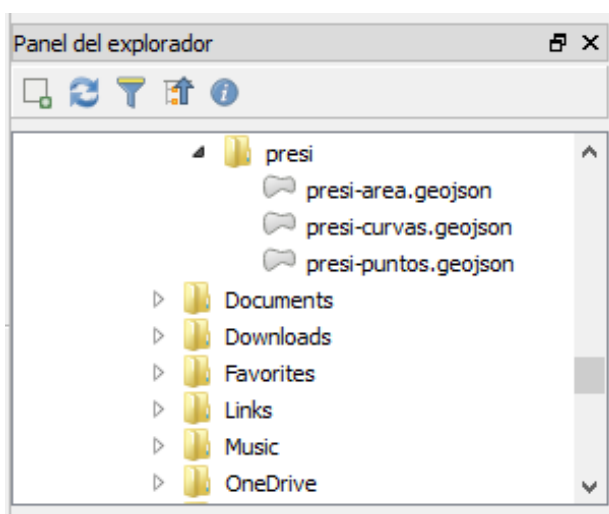 Panel del explorador
presi
presi-area.geojson
presi-curvas.geojson
presi-puntos.geojson
Documents
Downloads
Favorites
Links
Music
OneDrive